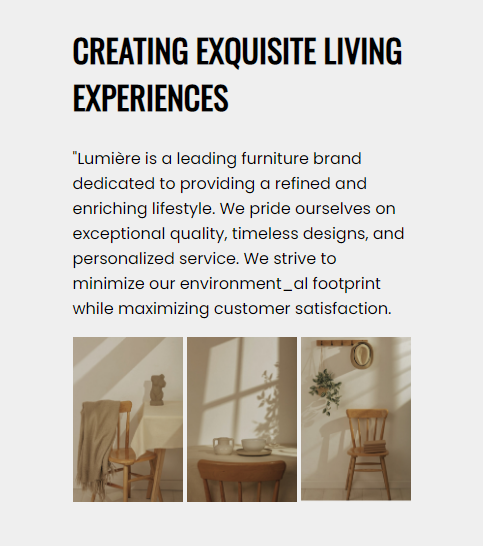 CREATING EXQUISITE LIVING
EXPERIENCES
"Lumière is a leading furniture brand
dedicated to providing a refined and
enriching lifestyle. We pride ourselves on
exceptional quality, timeless designs, and
personalized service. We strive to
minimize our environment_al footprint
while maximizing customer satisfaction.